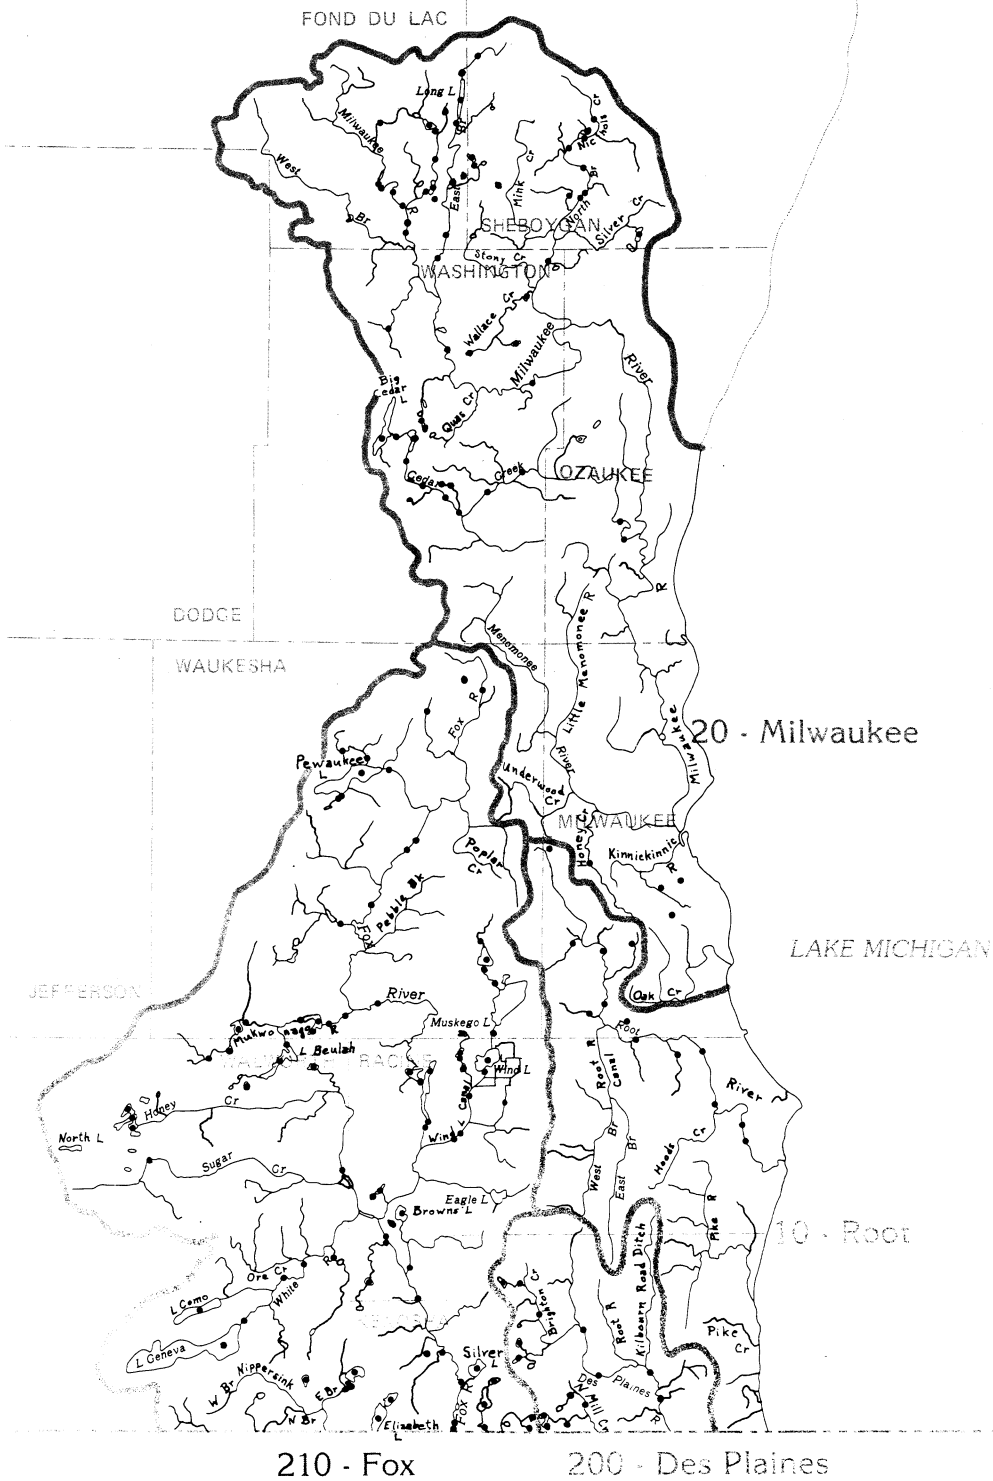 FOND DU LAC
Long L
Milwaukee
R
East
Br
Cr
Nichols
West
Br
Mink
Cr
North
Br
Silver
Cr
SHEBOYGAN
Stony Cr
WASHINGTON
Wallace
Cr
Milwaukee
River
Big
Cedar
L
Quas Cr
Cedar
Creek
OZAUKEE
DODGE
Menomonee
Little Menomonee R
R
WAUKESHA
Fox
R
River
Milwaukee
20 - Milwaukee
Pewaukee
L
Underwood
Cr
MILWAUKEE
Honey Cr
Kinnickinnic
R
Poplar
Cr
Pebble Bk
Fox
LAKE MICHIGAN
JEFFERSON
River
Oak Cr
Mukwonago R
Muskego L
Root
L Beulah
WALWORTH
RACINE
Wind L
Root R
Canal
River
Honey
Cr
Canal
Wind L
North L
Hoods
Cr
Sugar
Cr
West
Br
East
Br
Eagle L
Browns L
Pike R
10 - Root
Ore Cr
White
R
L Como
KENOSHA
Brighton
Cr
Root R
Kilbourn Road Ditch
L Geneva
Silver
L
Pike
Cr
W Br Nippersink
E Br
N Br
Elizabeth
L
Fox R
Des
Plaines
R
N Mill Cr
210 - Fox
200 - Des Plaines